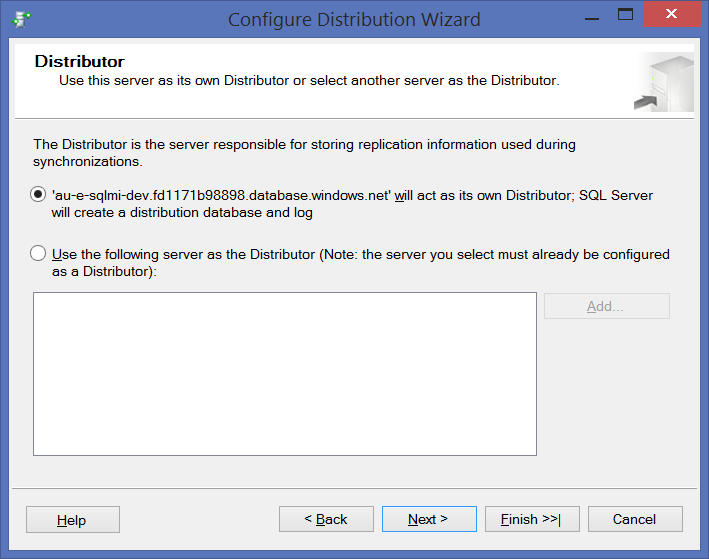 Configure Distribution Wizard
Distributor
Use this server as its own Distributor or select another server as the Distributor.
The Distributor is the server responsible for storing replication information used during
synchronizations.
'au-e-sqlmi-dev.fd1171b98898.database.windows.net' will act as its own Distributor; SQL Server
will create a distribution database and log
Use the following server as the Distributor (Note: the server you select must already be configured
as a Distributor):
Add...
Help
< Back
Next >
Finish >>|
Cancel